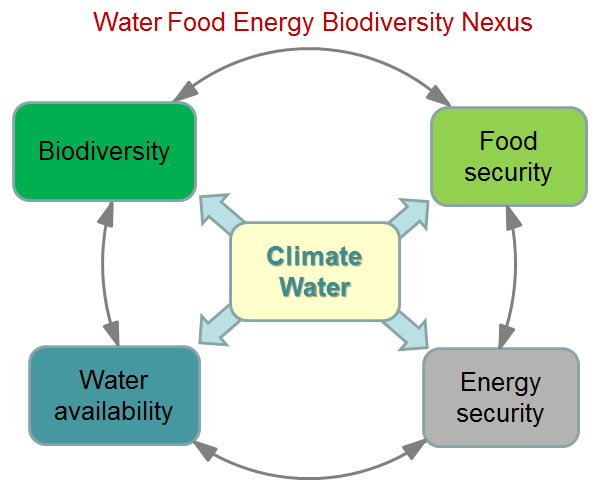 Water Food Energy Biodiversity Nexus
Biodiversity
Food
security
Climate
Water
Water
availability
Energy
security